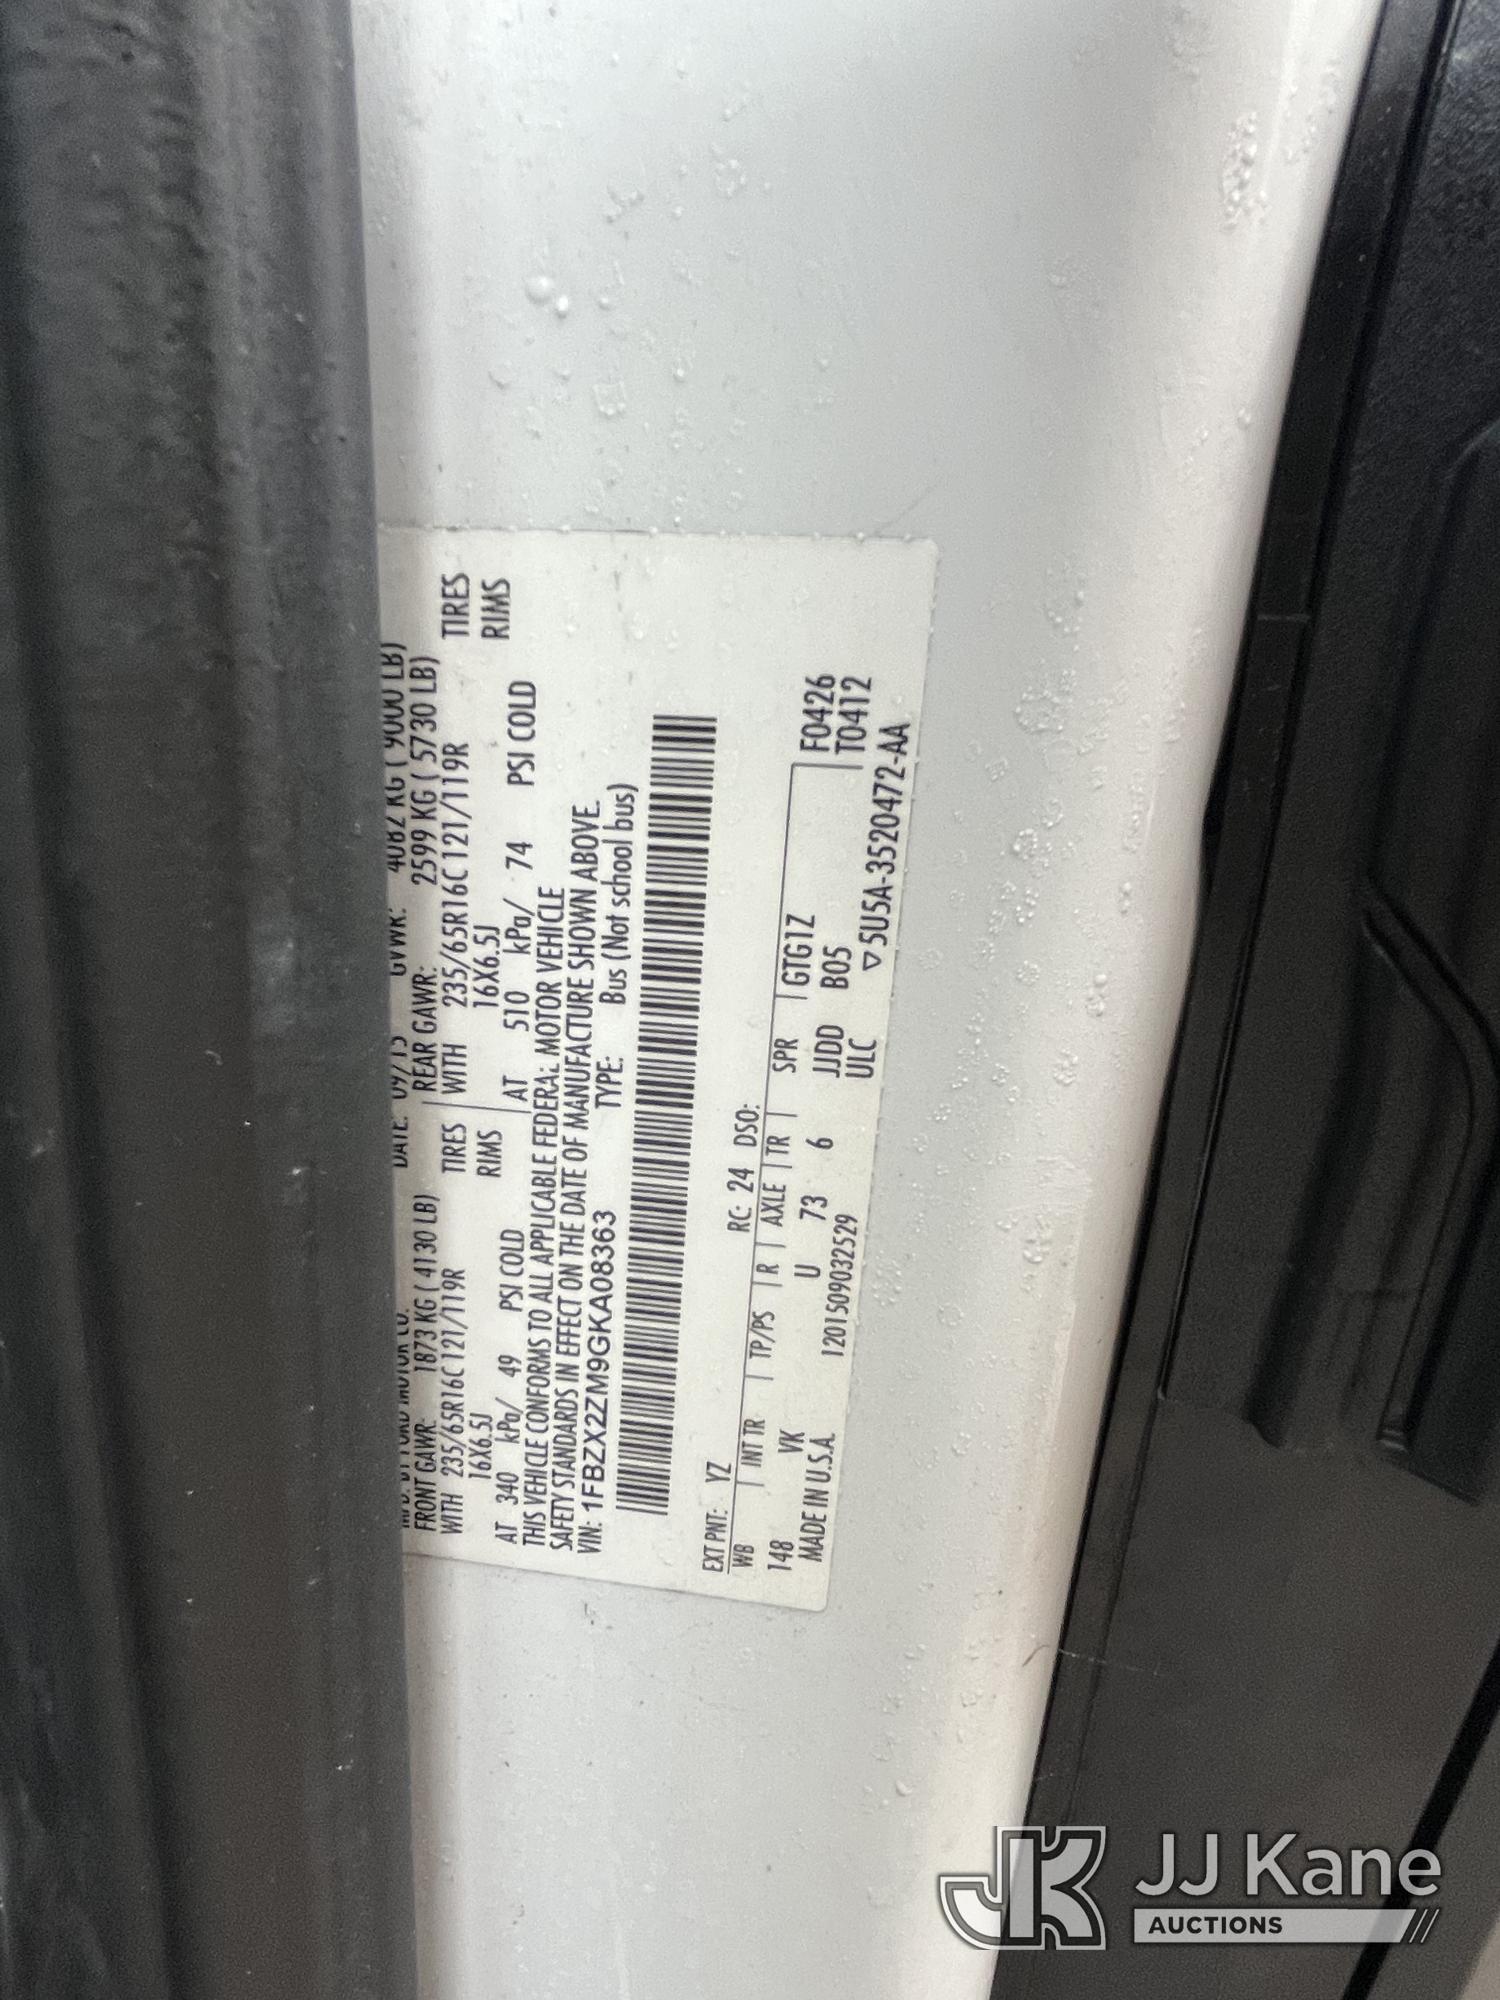 MFD. BY FORD MOTOR CO.
DATE: 09/15 GVWR: 4082 KG ( 9000 LB)
FRONT GAWR: 1873 KG ( 4130 LB) REAR GAWR: 2599 KG ( 5730 LB)
WITH 235/65R16C 121/119R TIRES WITH 235/65R16C 121/119R TIRES
16X6.5J RIMS 16X6.5J RIMS
AT 340 kPa/ 49 PSI COLD AT 510 kPa/ 74 PSI COLD
THIS VEHICLE CONFORMS TO ALL APPLICABLE FEDERAL MOTOR VEHICLE
SAFETY STANDARDS IN EFFECT ON THE DATE OF MANUFACTURE SHOWN ABOVE.
VIN: 1FBZX2ZM9GKA08363 TYPE: Bus (Not school bus)
EXT PNT: YZ RC: 24 DSO:
WB INT TR TP/PS R AXLE TR SPR GTG1Z F0426
148 VK U 73 6 JJDD B05 T0412
MADE IN U.S.A. 1201509032529 ULC ▽5U5A-3520472-AA
JK
JJ Kane
AUCTIONS